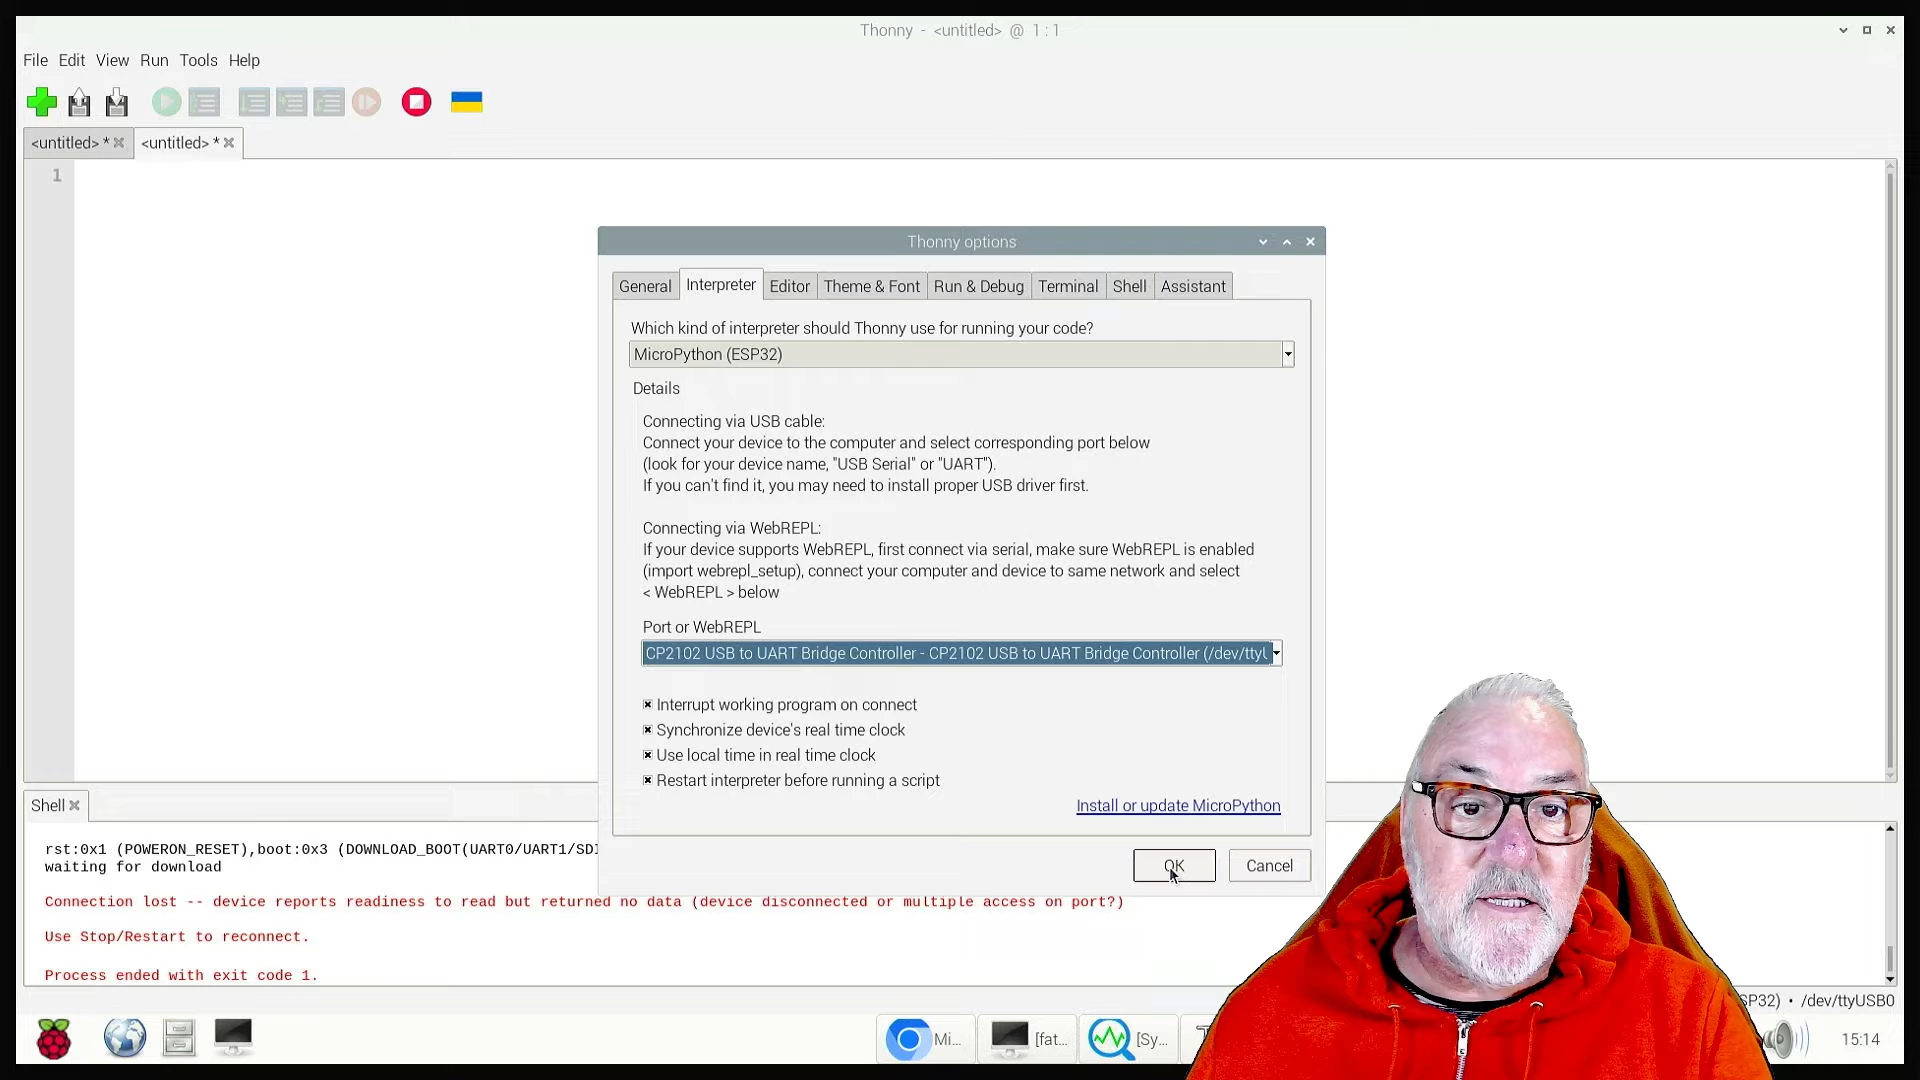 Thonny - <untitled> @ 1 : 1
File Edit View Run Tools Help
<untitled> * <untitled> *
1
Thonny options
General Interpreter Editor Theme & Font Run & Debug Terminal Shell Assistant
Which kind of interpreter should Thonny use for running your code?
MicroPython (ESP32)
Details
Connecting via USB cable:
Connect your device to the computer and select corresponding port below
(look for your device name, "USB Serial" or "UART").
If you can't find it, you may need to install proper USB driver first.
Connecting via WebREPL:
If your device supports WebREPL, first connect via serial, make sure WebREPL is enabled
(import webrepl_setup), connect your computer and device to same network and select
< WebREPL > below
Port or WebREPL
CP2102 USB to UART Bridge Controller - CP2102 USB to UART Bridge Controller (/dev/ttyU
Interrupt working program on connect
Synchronize device's real time clock
Use local time in real time clock
Restart interpreter before running a script
Install or update MicroPython
OK Cancel
Shell
rst:0x1 (POWERON_RESET),boot:0x3 (DOWNLOAD_BOOT(UART0/UART1/SDI
waiting for download
Connection lost -- device reports readiness to read but returned no data (device disconnected or multiple access on port?)
Use Stop/Restart to reconnect.
Process ended with exit code 1.
SP32) • /dev/ttyUSB0
Mi... [fat... [Sy... 15:14